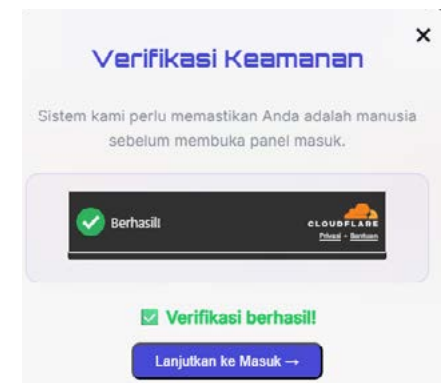 Verifikasi Keamanan
Sistem kami perlu memastikan Anda adalah manusia
sebelum membuka panel masuk.
Berhasil!
CLOUDFLARE
Privasi • Bantuan
Verifikasi berhasil!
Lanjutkan ke Masuk →